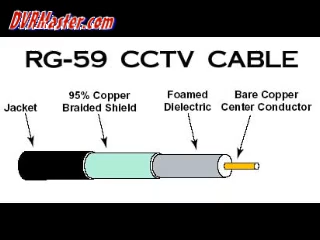 DVRMaster.com
RG-59 CCTV CABLE
Jacket
95% Copper
Braided Shield
Foamed
Dielectric
Bare Copper
Center Conductor